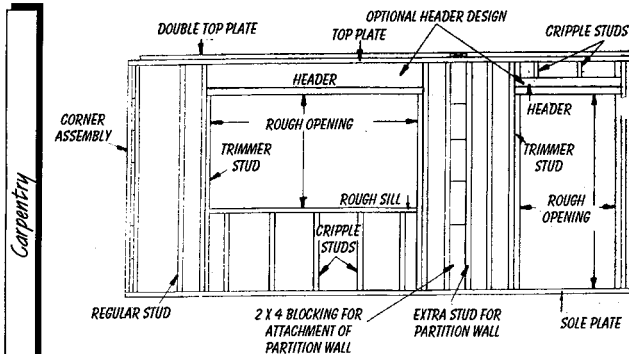 Carpentry
DOUBLE TOP PLATE
TOP PLATE
OPTIONAL HEADER DESIGN
CRIPPLE STUDS
HEADER
HEADER
CORNER
ASSEMBLY
ROUGH OPENING
TRIMMER
STUD
TRIMMER
STUD
ROUGH SILL
ROUGH
OPENING
CRIPPLE
STUDS
REGULAR STUD
2 X 4 BLOCKING FOR
ATTACHMENT OF
PARTITION WALL
EXTRA STUD FOR
PARTITION WALL
SOLE PLATE